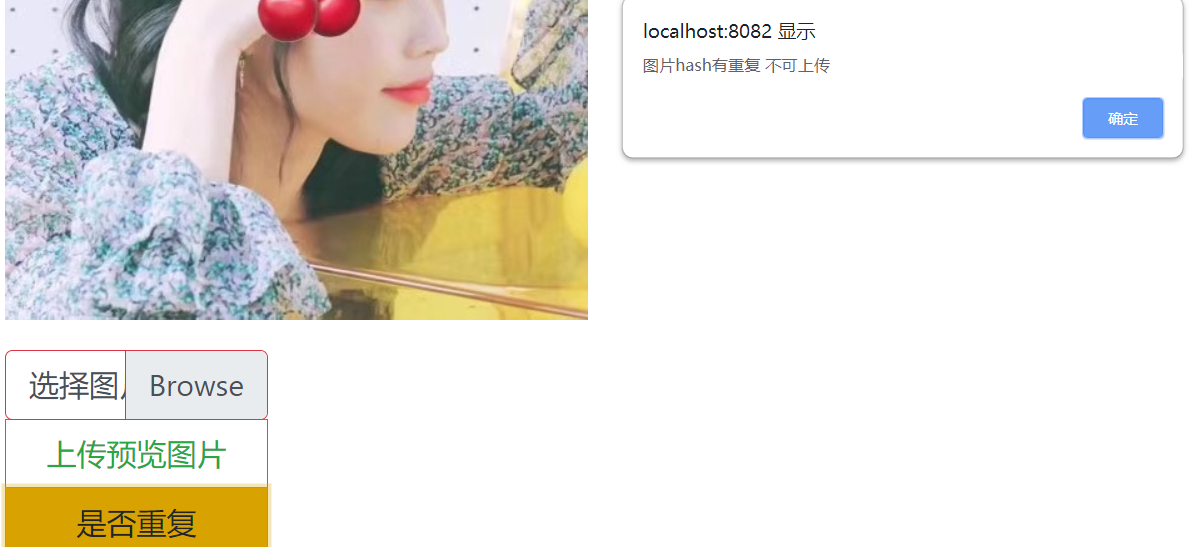 localhost:8082 显示
图片hash有重复 不可上传
确定
选择图
Browse
上传预览图片
是否重复